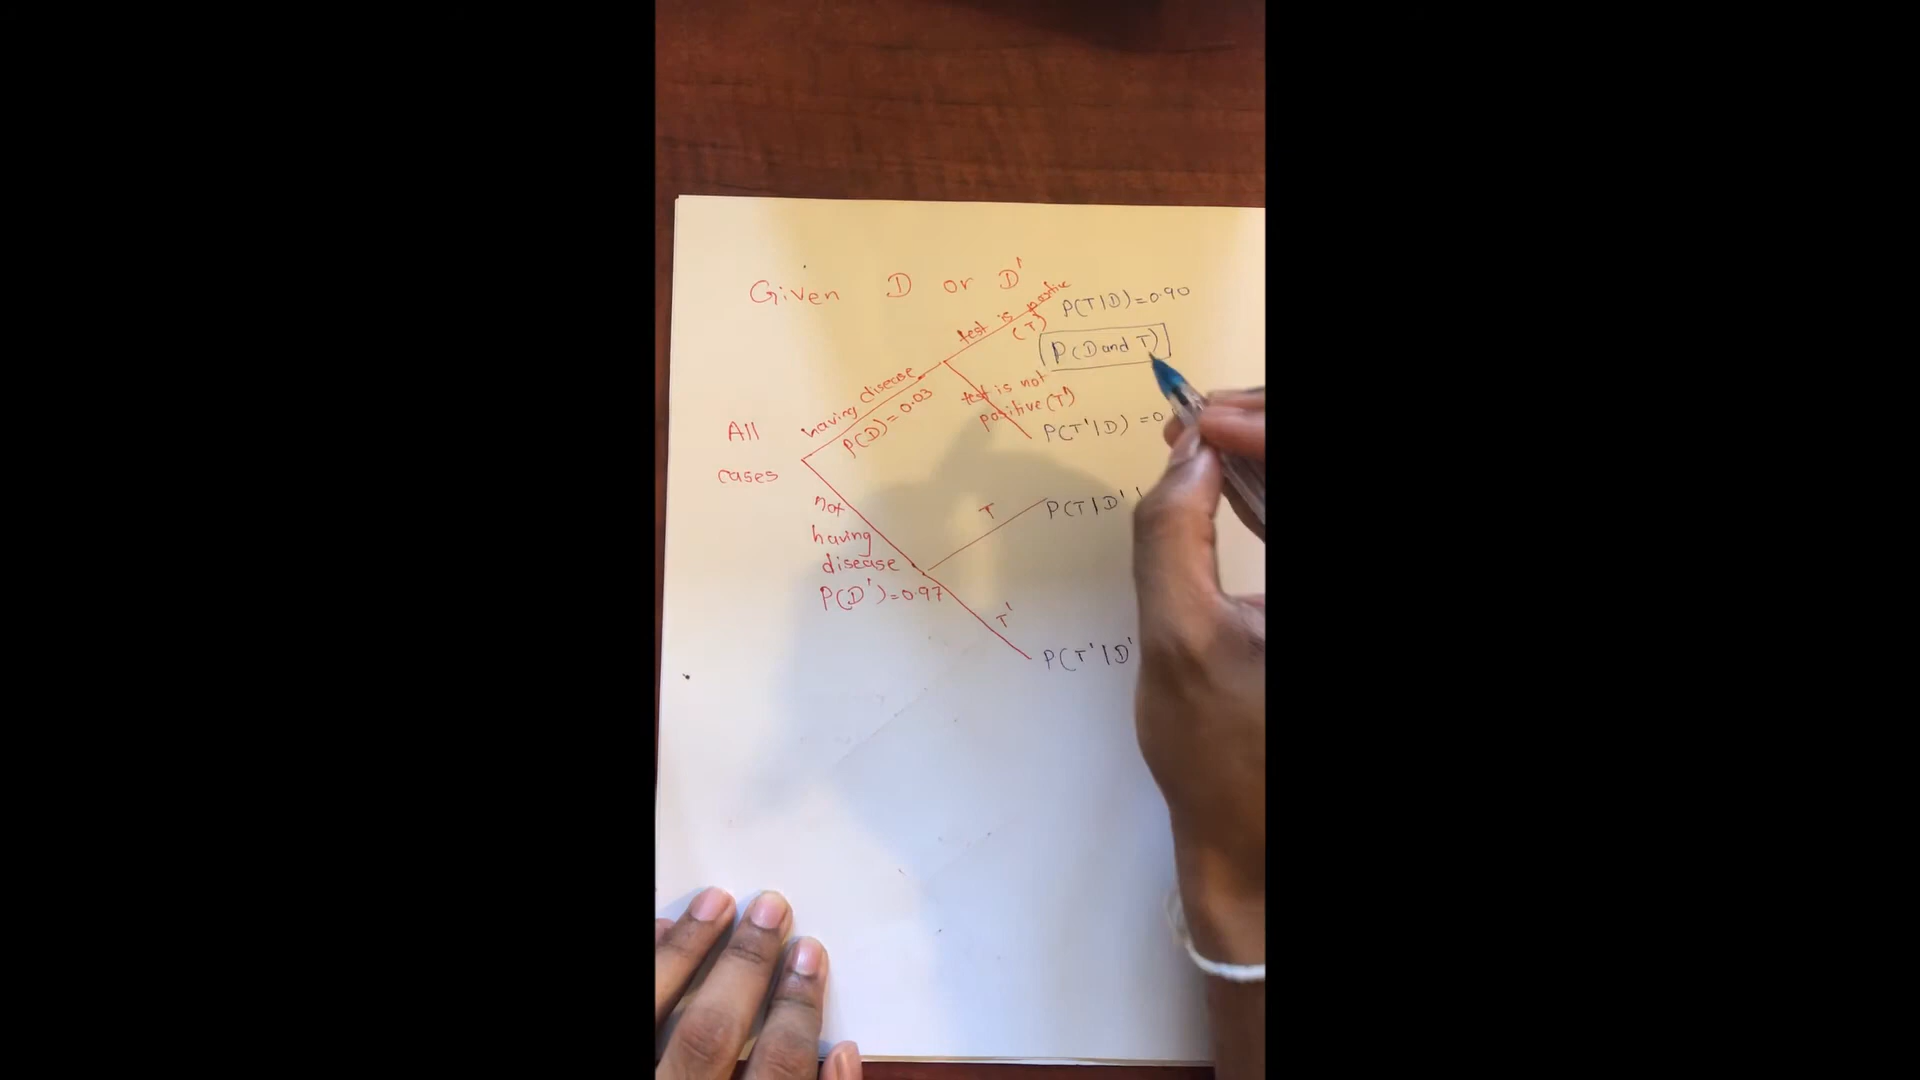 Given D or D'
test is positive
(T)
P(T|D)=0.90
P(D and T)
having disease
P(D)=0.03
test is not
positive (T')
P(T'|D) = 0.
All
cases
not
having
disease
P(D')=0.97
T
P(T|D'
T'
P(T'|D'